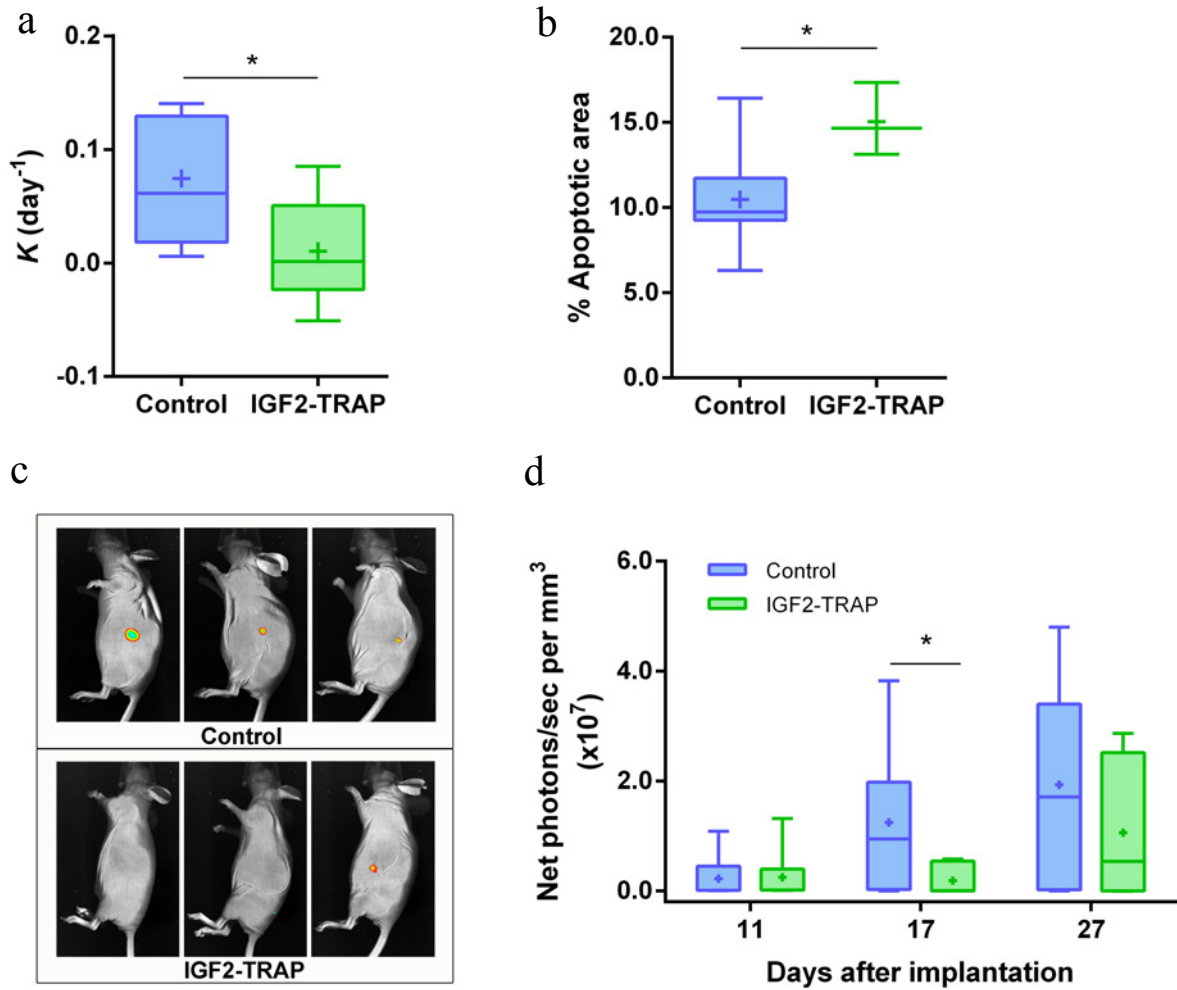 a
0.2
0.1
0.0
-0.1
K (day⁻¹)
*
Control IGF2-TRAP
b
20.0
15.0
10.0
5.0
0.0
% Apoptotic area
*
Control IGF2-TRAP
c
Control
IGF2-TRAP
d
6.0
4.0
2.0
0.0
Net photons/sec per mm³
(x10⁷)
Control
IGF2-TRAP
*
11 17 27
Days after implantation